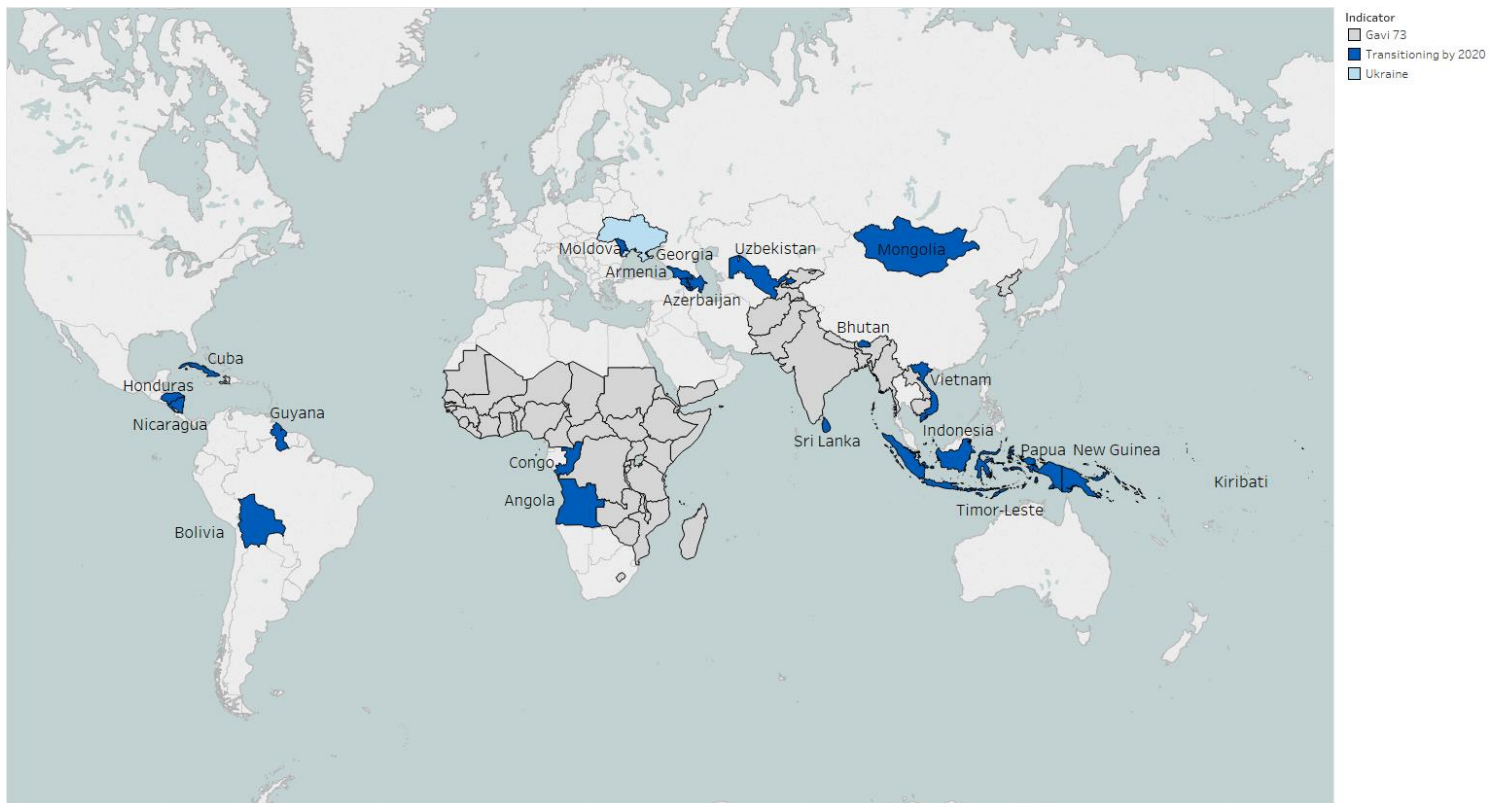 Indicator
Gavi 73
Transitioning by 2020
Ukraine
Moldova
Georgia
Uzbekistan
Mongolia
Armenia
Azerbaijan
Bhutan
Cuba
Vietnam
Honduras
Guyana
Nicaragua
Indonesia
Sri Lanka
Papua New Guinea
Congo
Kiribati
Angola
Timor-Leste
Bolivia